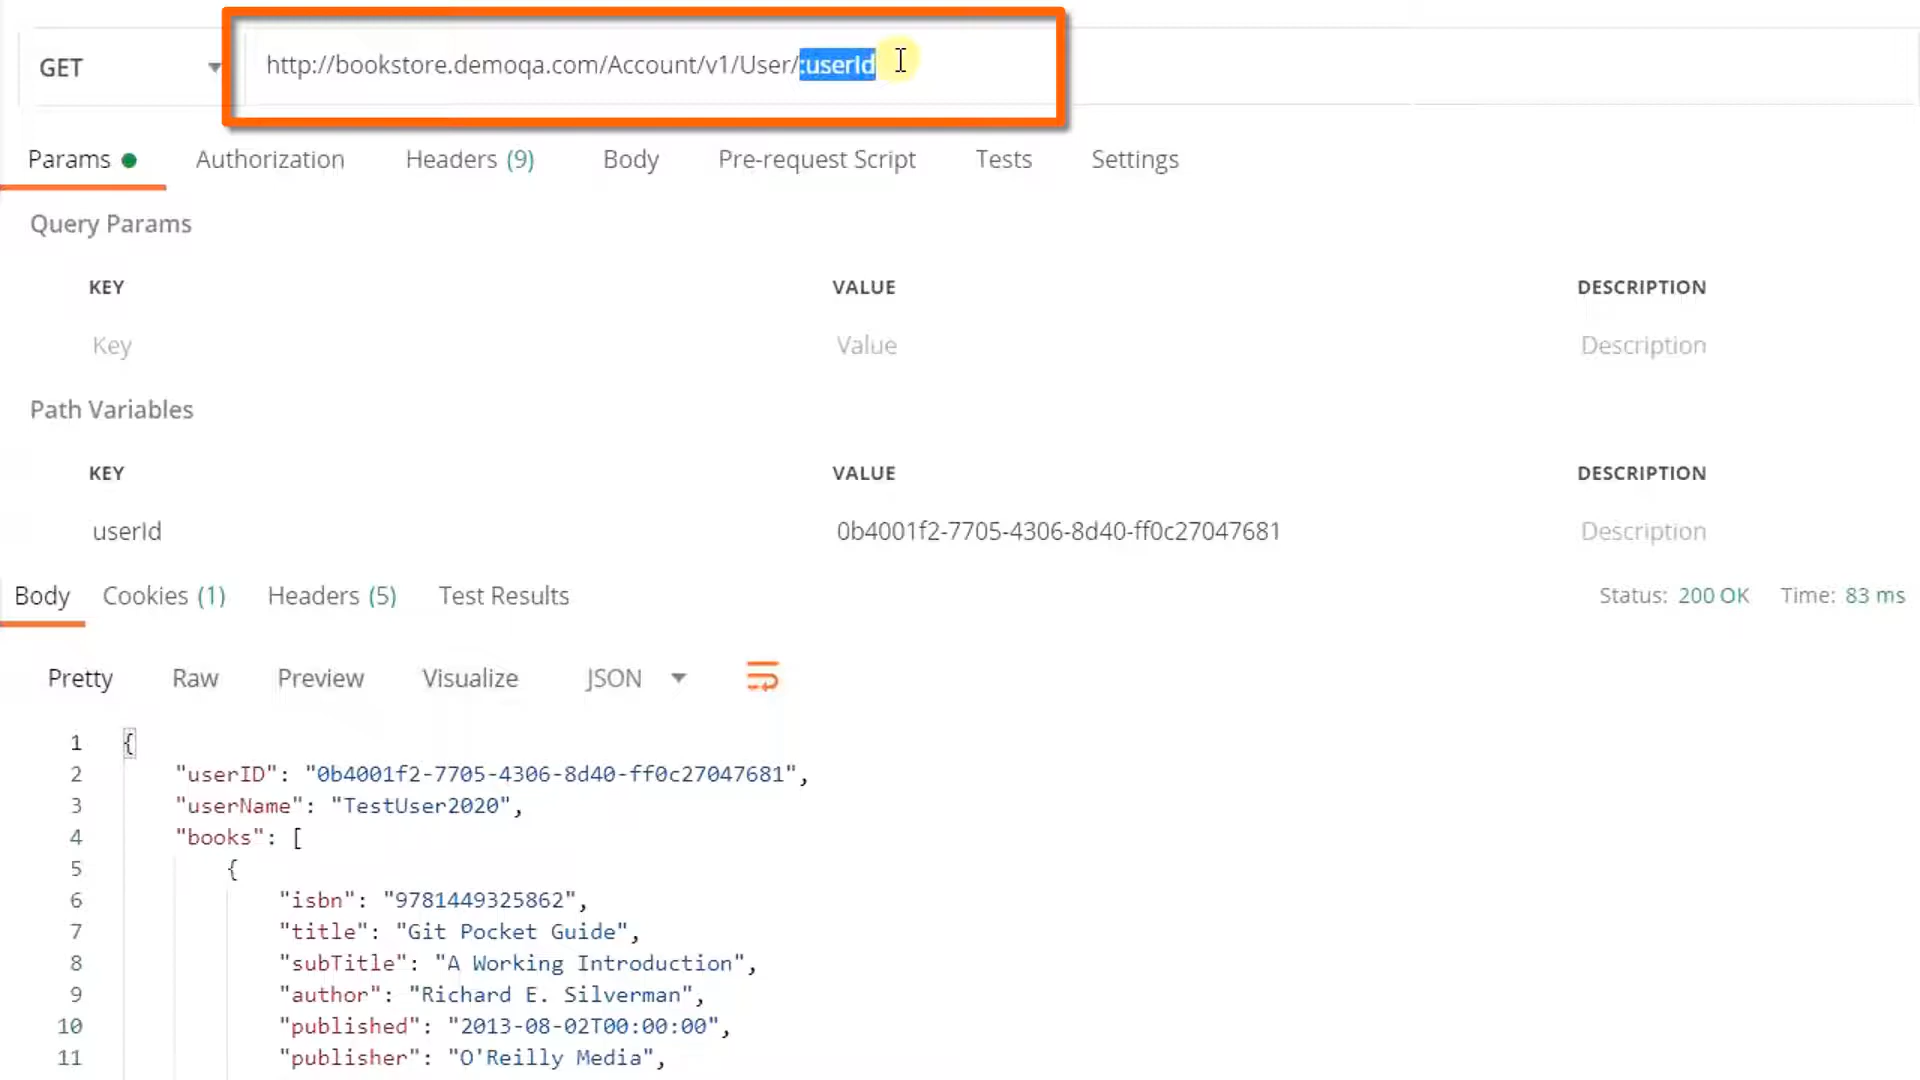 GET http://bookstore.demoqa.com/Account/v1/User/:userId
Params Authorization Headers (9) Body Pre-request Script Tests Settings
Query Params
KEY VALUE DESCRIPTION
Key Value Description
Path Variables
KEY VALUE DESCRIPTION
userId 0b4001f2-7705-4306-8d40-ff0c27047681 Description
Body Cookies (1) Headers (5) Test Results Status: 200 OK Time: 83 ms
Pretty Raw Preview Visualize JSON
1 {
2 "userID": "0b4001f2-7705-4306-8d40-ff0c27047681",
3 "userName": "TestUser2020",
4 "books": [
5 {
6 "isbn": "9781449325862",
7 "title": "Git Pocket Guide",
8 "subTitle": "A Working Introduction",
9 "author": "Richard E. Silverman",
10 "published": "2013-08-02T00:00:00",
11 "publisher": "O'Reilly Media",